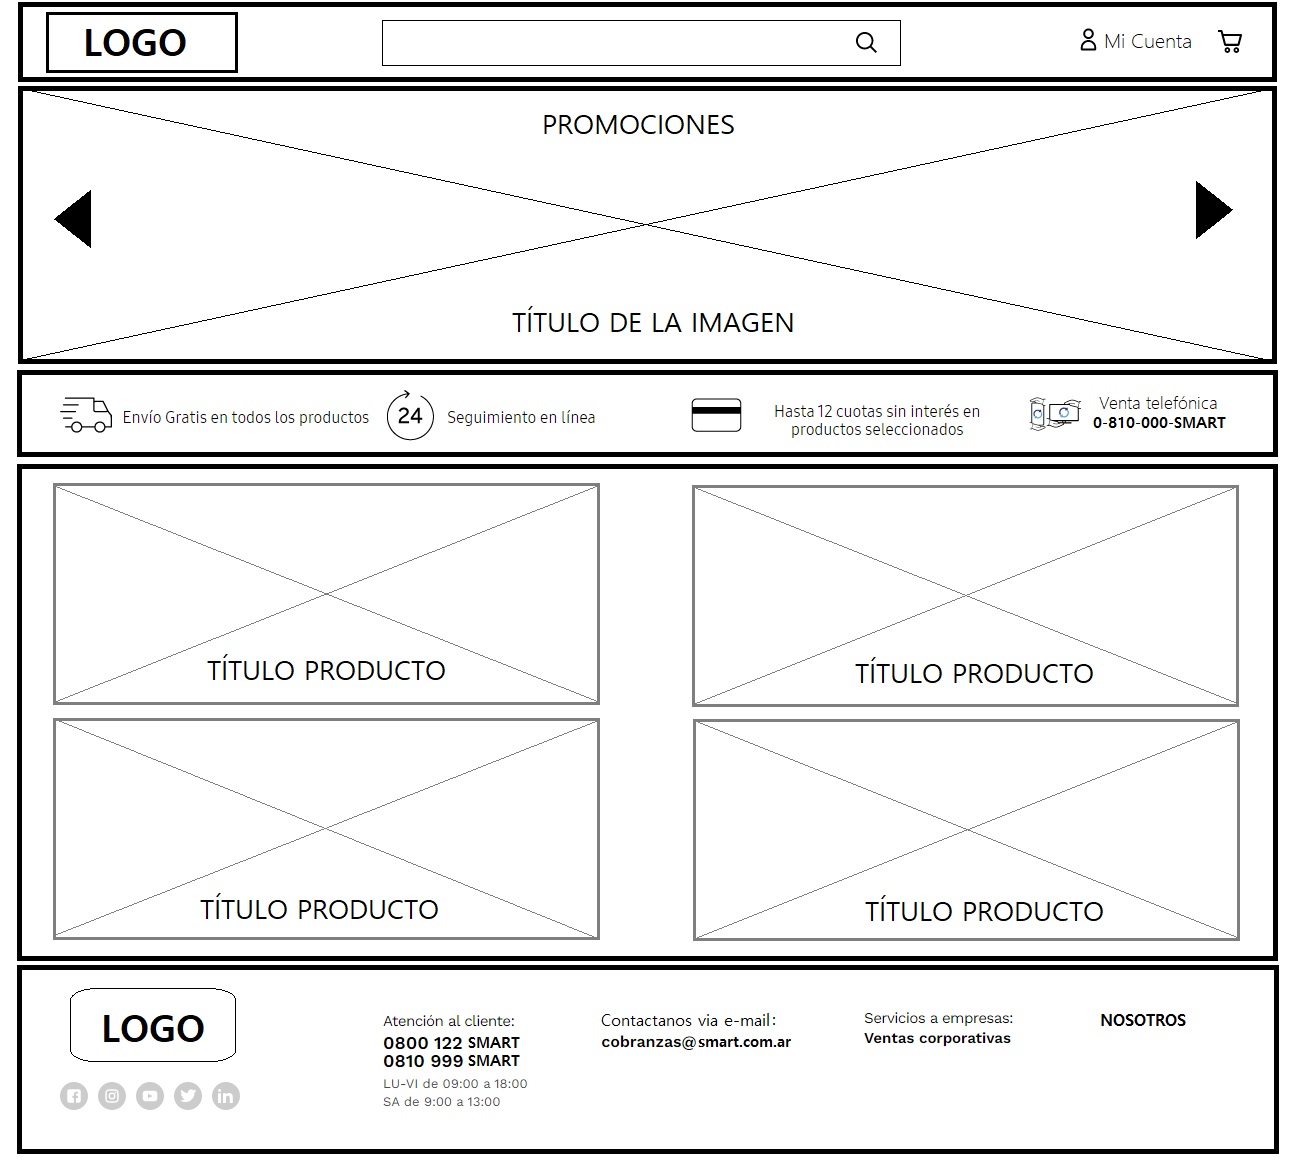 LOGO
Mi Cuenta
PROMOCIONES
TÍTULO DE LA IMAGEN
Envío Gratis en todos los productos
24
Seguimiento en línea
Hasta 12 cuotas sin interés en
productos seleccionados
Venta telefónica
0-810-000-SMART
TÍTULO PRODUCTO
TÍTULO PRODUCTO
TÍTULO PRODUCTO
TÍTULO PRODUCTO
LOGO
Atención al cliente:
0800 122 SMART
0810 999 SMART
LU-VI de 09:00 a 18:00
SA de 9:00 a 13:00
Contactanos via e-mail:
cobranzas@smart.com.ar
Servicios a empresas:
Ventas corporativas
NOSOTROS